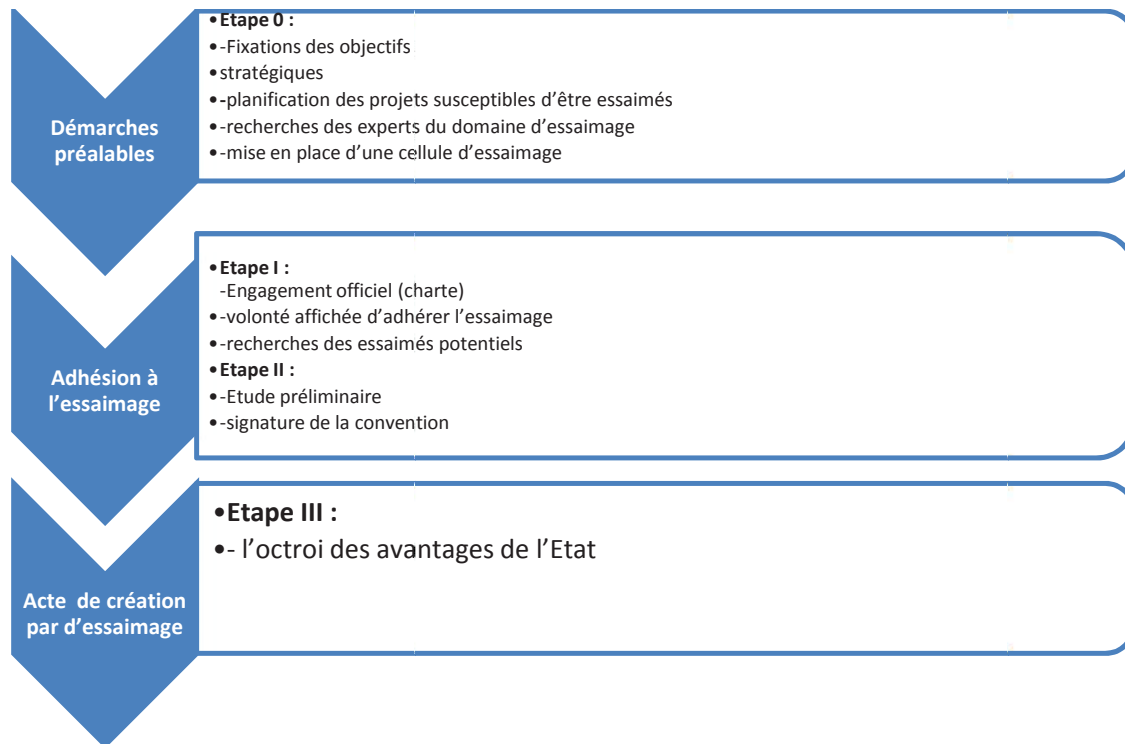 Démarches
préalables
•Etape 0 :
•-Fixations des objectifs
•stratégiques
•-planification des projets susceptibles d'être essaimés
•-recherches des experts du domaine d'essaimage
•-mise en place d'une cellule d'essaimage
Adhésion à
l'essaimage
•Etape I :
-Engagement officiel (charte)
•-volonté affichée d'adhérer l'essaimage
•-recherches des essaimés potentiels
•Etape II :
•-Etude préliminaire
•-signature de la convention
Acte de création
par d'essaimage
•Etape III :
•- l'octroi des avantages de l'Etat